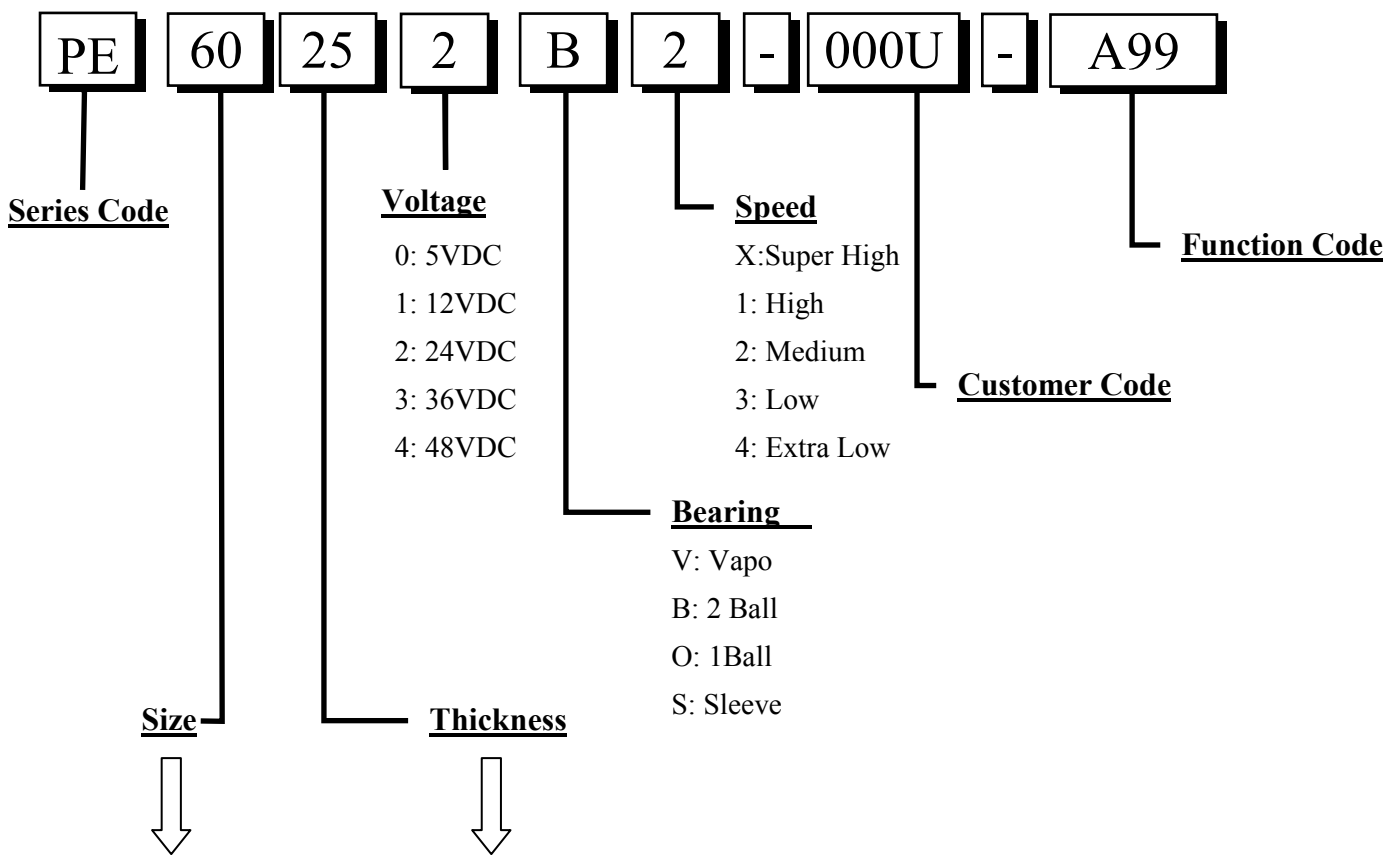 PE 60 25 2 B 2 - 000U - A99
Series Code
Voltage
0: 5VDC
1: 12VDC
2: 24VDC
3: 36VDC
4: 48VDC
Speed
X:Super High
1: High
2: Medium
3: Low
4: Extra Low
Function Code
Customer Code
Bearing
V: Vapo
B: 2 Ball
O: 1Ball
S: Sleeve
Size
Thickness